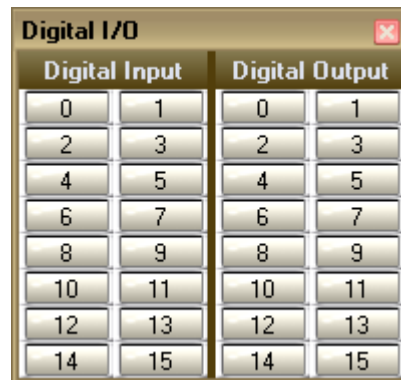 Digital I/O
Digital Input Digital Output
0 1 0 1
2 3 2 3
4 5 4 5
6 7 6 7
8 9 8 9
10 11 10 11
12 13 12 13
14 15 14 15